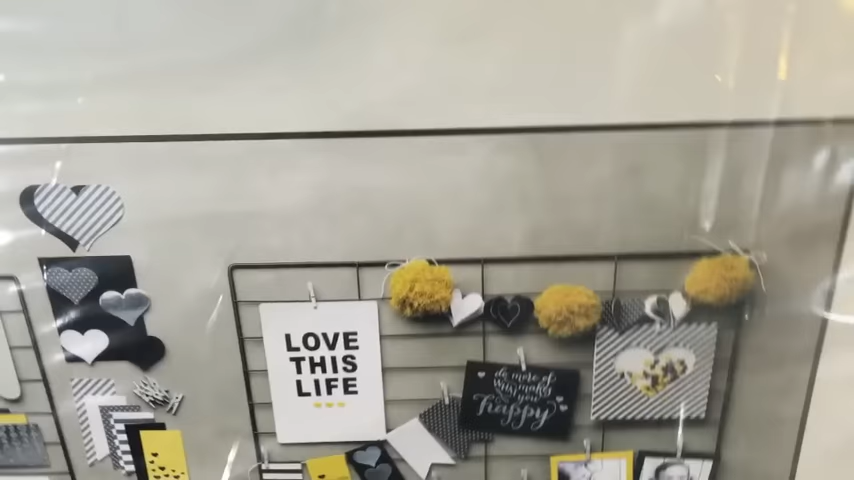 LOVE
THIS
LIFE
do more of
what makes
you
happy